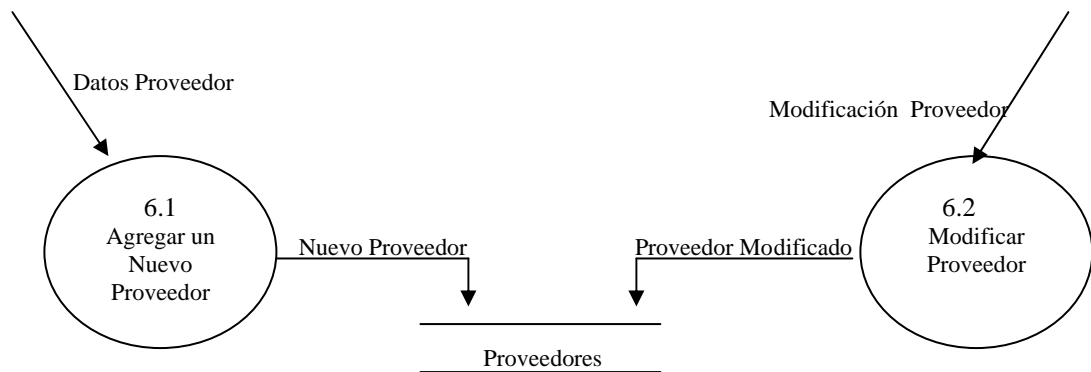 Datos Proveedor
Modificación Proveedor
6.1
Agregar un
Nuevo
Proveedor
Nuevo Proveedor
Proveedor Modificado
6.2
Modificar
Proveedor
Proveedores